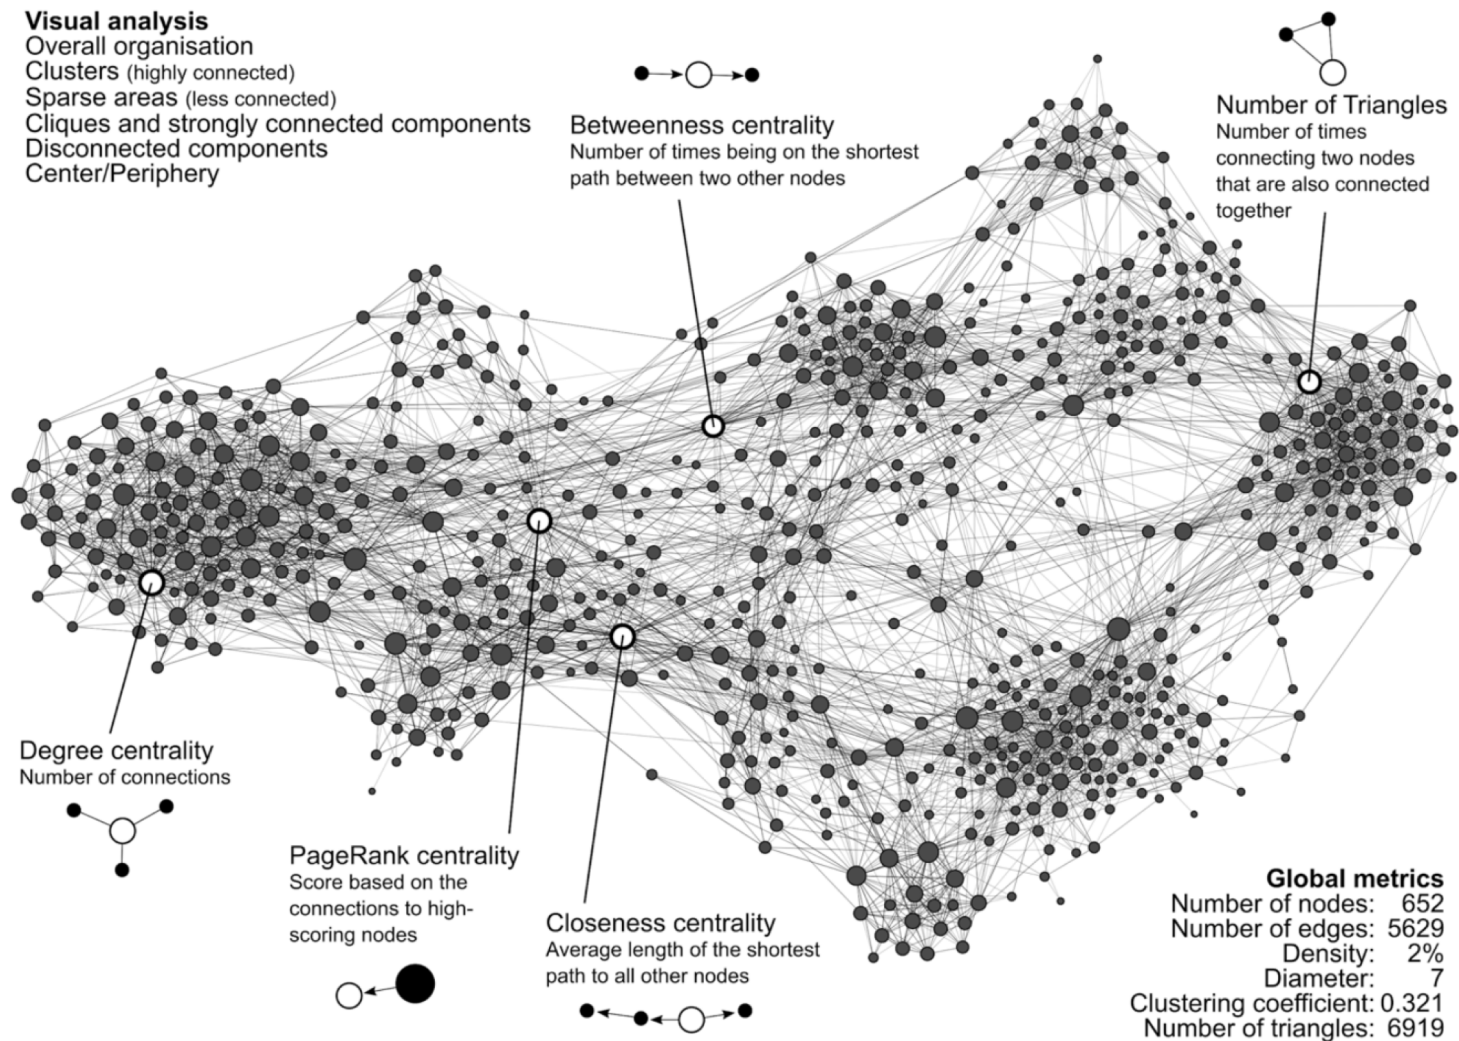 Visual analysis
Overall organisation
Clusters (highly connected)
Sparse areas (less connected)
Cliques and strongly connected components
Disconnected components
Center/Periphery
Betweenness centrality
Number of times being on the shortest
path between two other nodes
Number of Triangles
Number of times
connecting two nodes
that are also connected
together
Degree centrality
Number of connections
PageRank centrality
Score based on the
connections to high-
scoring nodes
Closeness centrality
Average length of the shortest
path to all other nodes
Global metrics
Number of nodes: 652
Number of edges: 5629
Density: 2%
Diameter: 7
Clustering coefficient: 0.321
Number of triangles: 6919